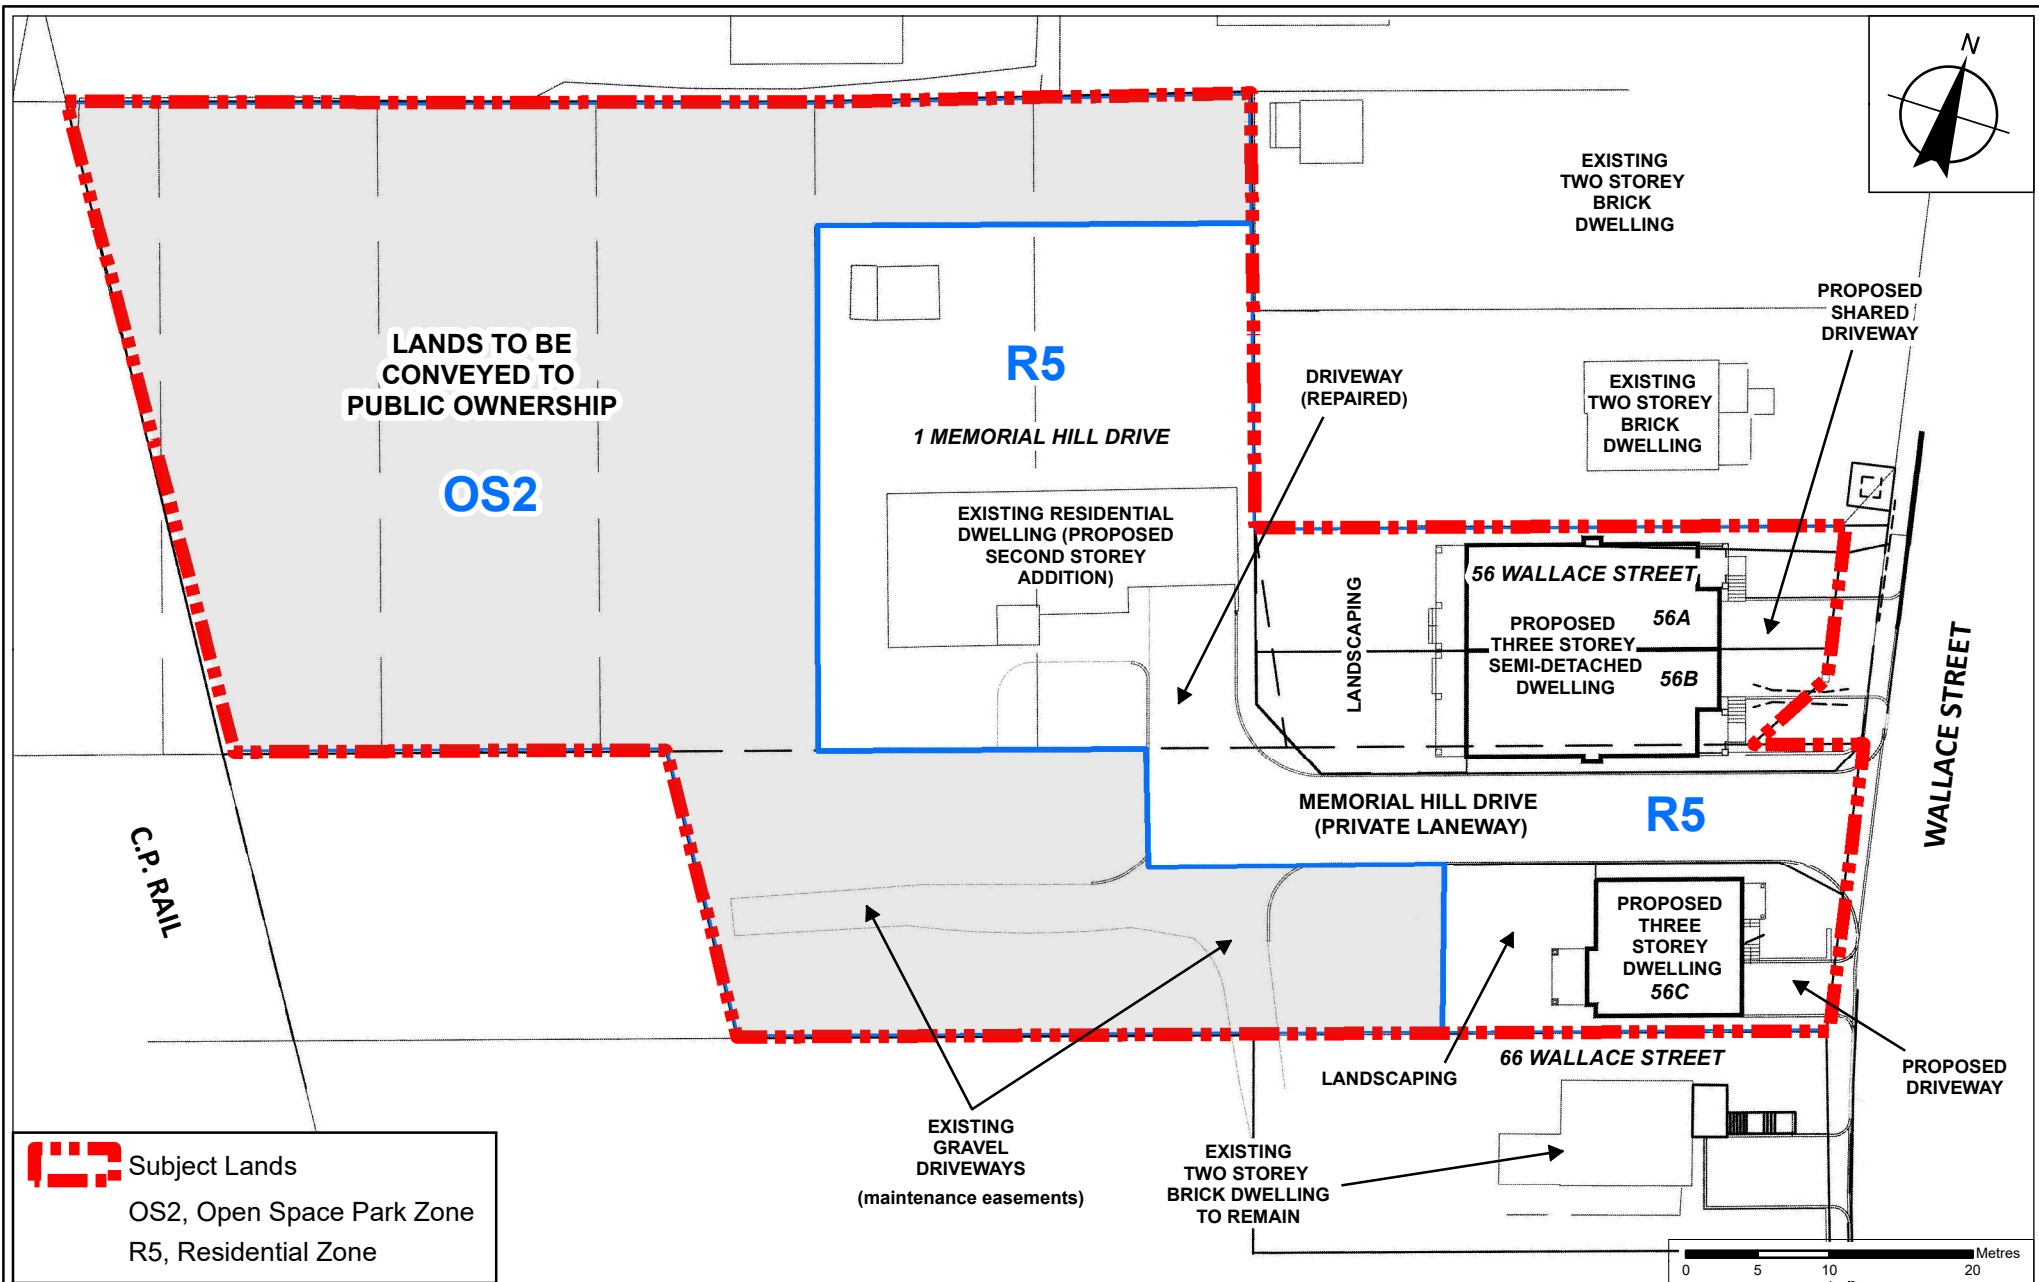 N
EXISTING
TWO STOREY
BRICK
DWELLING
PROPOSED
SHARED
DRIVEWAY
LANDS TO BE
CONVEYED TO
PUBLIC OWNERSHIP
OS2
R5
1 MEMORIAL HILL DRIVE
DRIVEWAY
(REPAIRED)
EXISTING
TWO STOREY
BRICK
DWELLING
EXISTING RESIDENTIAL
DWELLING (PROPOSED
SECOND STOREY
ADDITION)
LANDSCAPING
56 WALLACE STREET
56A
PROPOSED
THREE STOREY
SEMI-DETACHED
DWELLING
56B
WALLACE STREET
MEMORIAL HILL DRIVE
(PRIVATE LANEWAY)
R5
C.P. RAIL
PROPOSED
THREE
STOREY
DWELLING
56C
66 WALLACE STREET
LANDSCAPING
PROPOSED
DRIVEWAY
EXISTING
GRAVEL
DRIVEWAYS
(maintenance easements)
EXISTING
TWO STOREY
BRICK DWELLING
TO REMAIN
Subject Lands
OS2, Open Space Park Zone
R5, Residential Zone
Metres
0 5 10 20